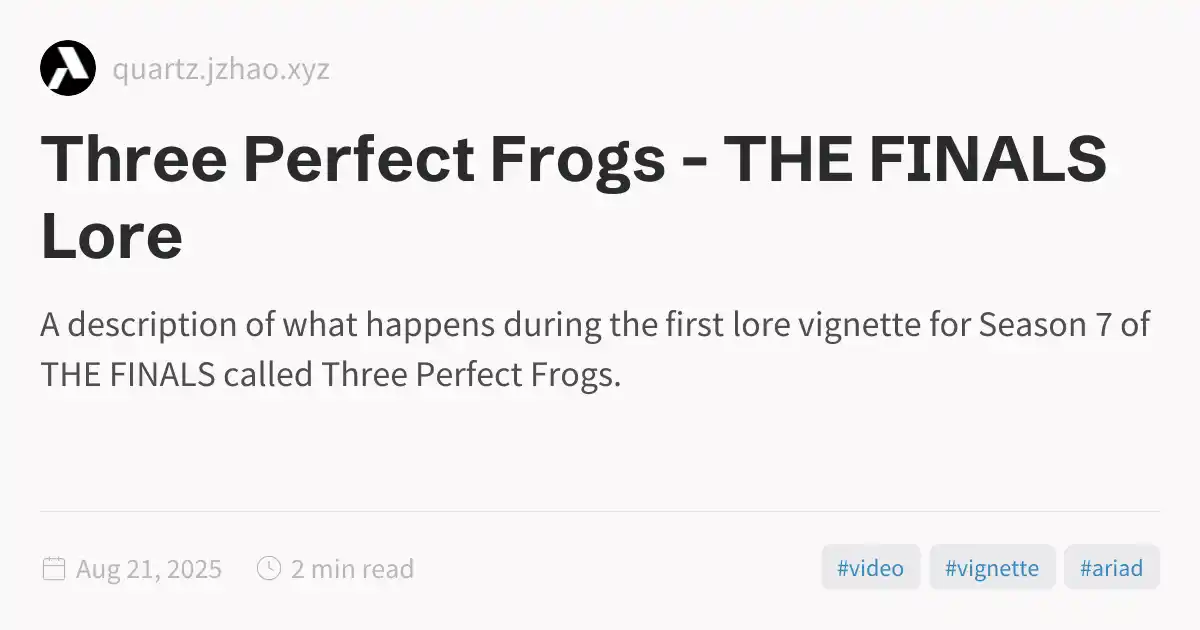 quartz.jzhao.xyz
Three Perfect Frogs - THE FINALS
Lore
A description of what happens during the first lore vignette for Season 7 of
THE FINALS called Three Perfect Frogs.
Aug 21, 2025 2 min read #video #vignette #ariad